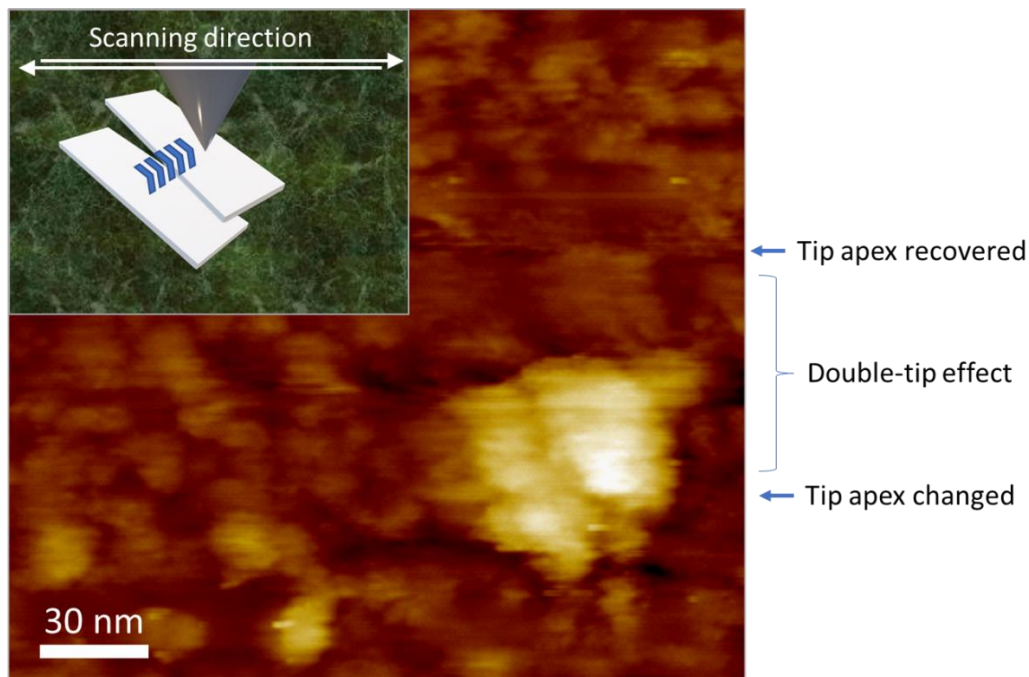 Scanning direction
Tip apex recovered
Double-tip effect
Tip apex changed
30 nm